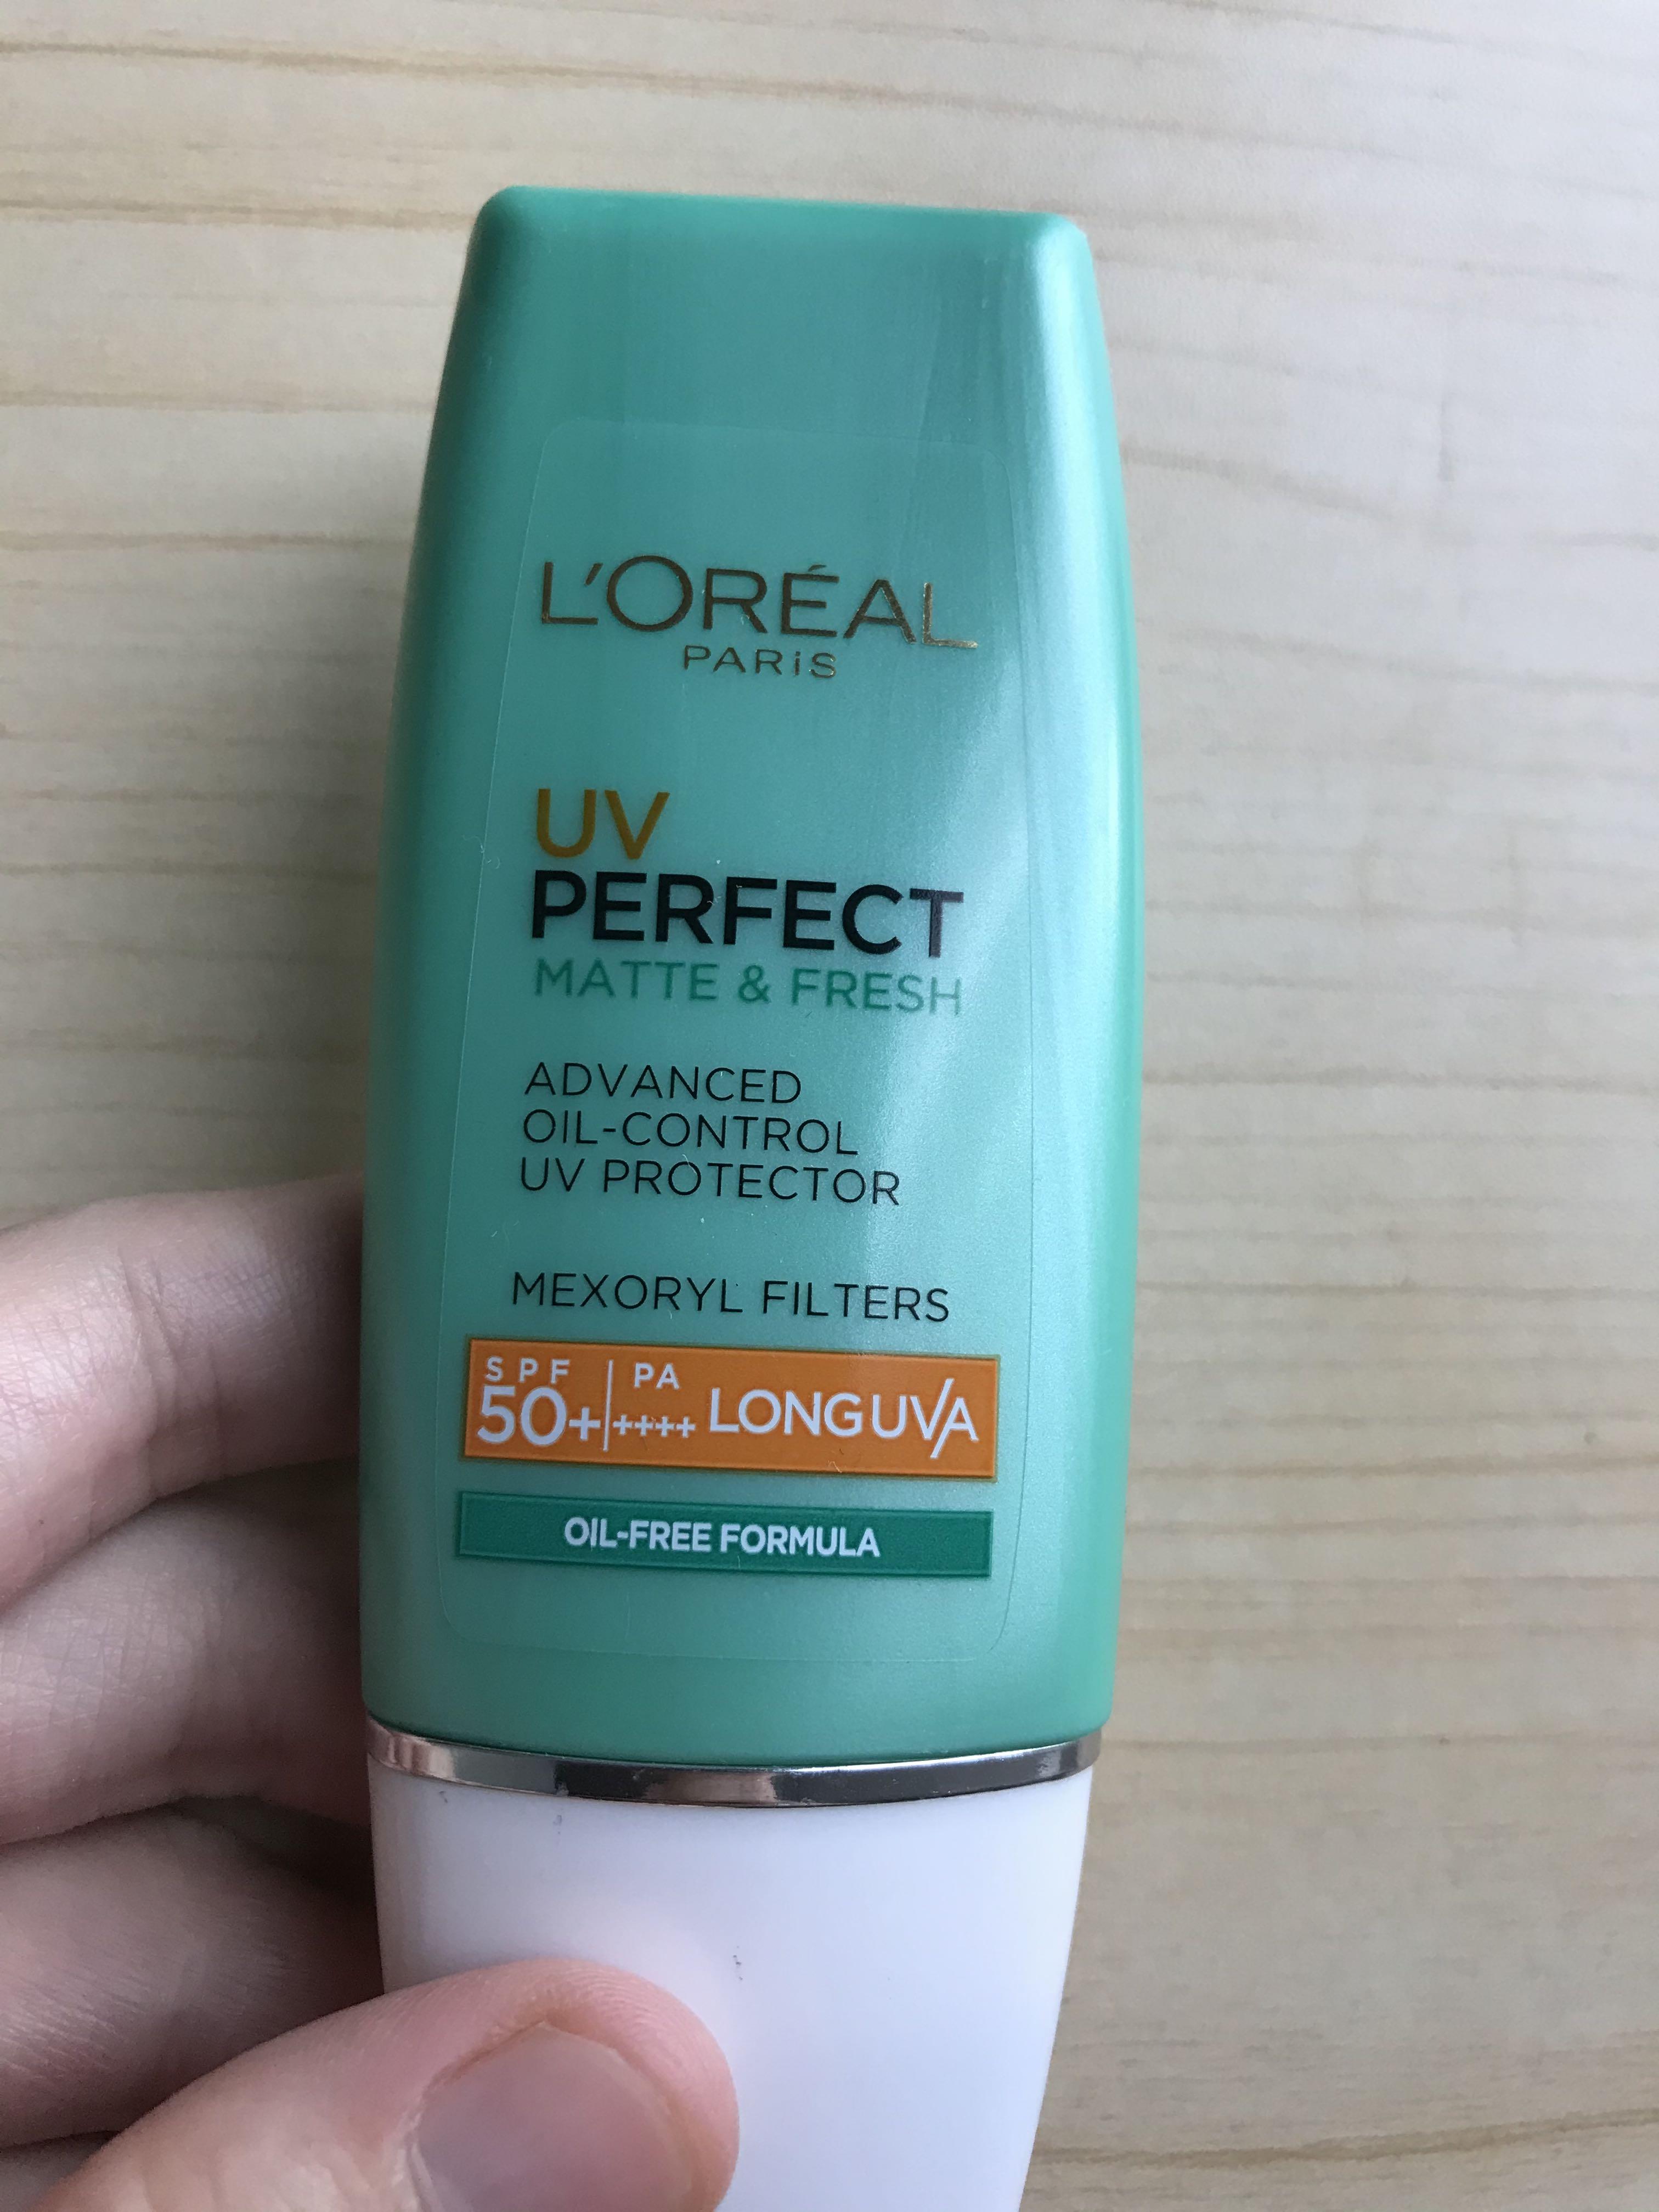 L'ORÉAL
PARiS
UV
PERFECT
MATTE & FRESH
ADVANCED
OIL-CONTROL
UV PROTECTOR
MEXORYL FILTERS
SPF 50+ | PA ++++ LONG UVA
OIL-FREE FORMULA